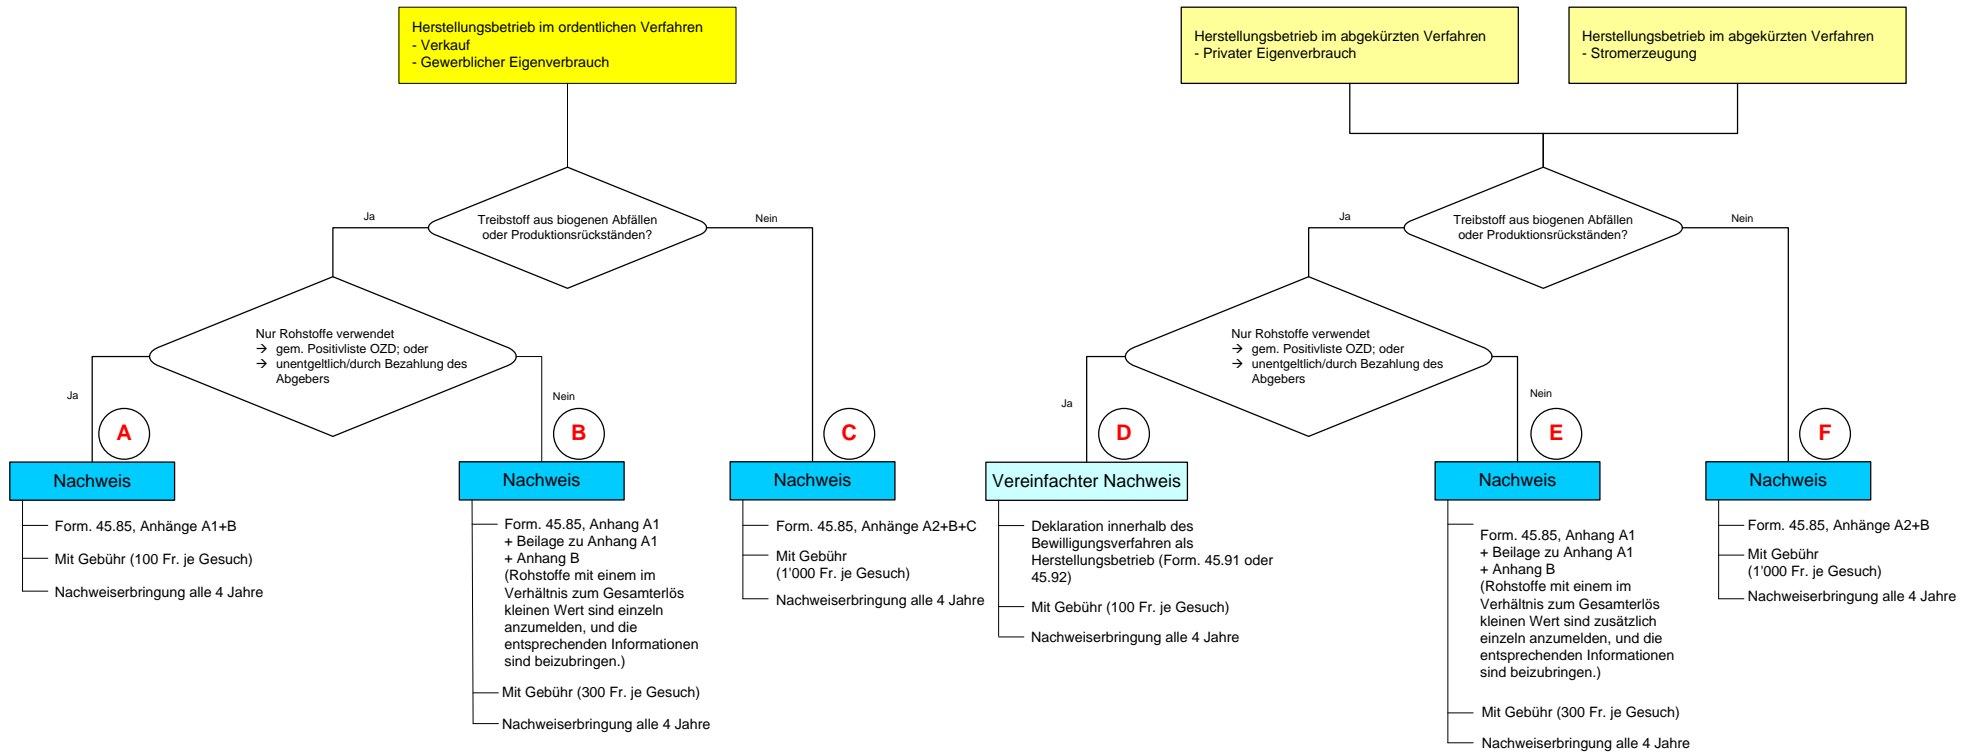 Herstellungsbetrieb im ordentlichen Verfahren
- Verkauf
- Gewerblicher Eigenverbrauch
Herstellungsbetrieb im abgekürzten Verfahren
- Privater Eigenverbrauch
Herstellungsbetrieb im abgekürzten Verfahren
- Stromerzeugung
Ja
Treibstoff aus biogenen Abfällen
oder Produktionsrückständen?
Nein
Ja
Treibstoff aus biogenen Abfällen
oder Produktionsrückständen?
Nein
Nur Rohstoffe verwendet
→ gem. Positivliste OZD; oder
→ unentgeltlich/durch Bezahlung des
Abgebers
Ja
Nein
Nur Rohstoffe verwendet
→ gem. Positivliste OZD; oder
→ unentgeltlich/durch Bezahlung des
Abgebers
Ja
Nein
A
Nachweis
Form. 45.85, Anhänge A1+B
Mit Gebühr (100 Fr. je Gesuch)
Nachweiserbringung alle 4 Jahre
B
Nachweis
Form. 45.85, Anhang A1
+ Beilage zu Anhang A1
+ Anhang B
(Rohstoffe mit einem im
Verhältnis zum Gesamterlös
kleinen Wert sind einzeln
anzumelden, und die
entsprechenden Informationen
sind beizubringen.)
Mit Gebühr (300 Fr. je Gesuch)
Nachweiserbringung alle 4 Jahre
C
Nachweis
Form. 45.85, Anhänge A2+B+C
Mit Gebühr
(1'000 Fr. je Gesuch)
Nachweiserbringung alle 4 Jahre
D
Vereinfachter Nachweis
Deklaration innerhalb des
Bewilligungsverfahren als
Herstellungsbetrieb (Form. 45.91 oder
45.92)
Mit Gebühr (100 Fr. je Gesuch)
Nachweiserbringung alle 4 Jahre
E
Nachweis
Form. 45.85, Anhang A1
+ Beilage zu Anhang A1
+ Anhang B
(Rohstoffe mit einem im
Verhältnis zum Gesamterlös
kleinen Wert sind zusätzlich
einzeln anzumelden, und die
entsprechenden Informationen
sind beizubringen.)
Mit Gebühr (300 Fr. je Gesuch)
Nachweiserbringung alle 4 Jahre
F
Nachweis
Form. 45.85, Anhänge A2+B
Mit Gebühr
(1'000 Fr. je Gesuch)
Nachweiserbringung alle 4 Jahre